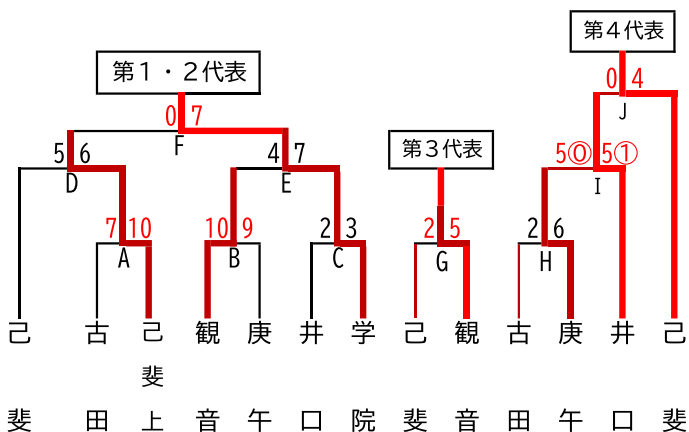 第4代表
第1・2代表
0 4
J
0 7
F
第3代表
5 6
4 7
5⓪ 5①
D
E
I
7 10
10 9
2 3
2 5
2 6
A
B
C
G
H
己斐
古田
己斐上
観音
庚午
井口
学院
己斐
観音
古田
庚午
井口
己斐